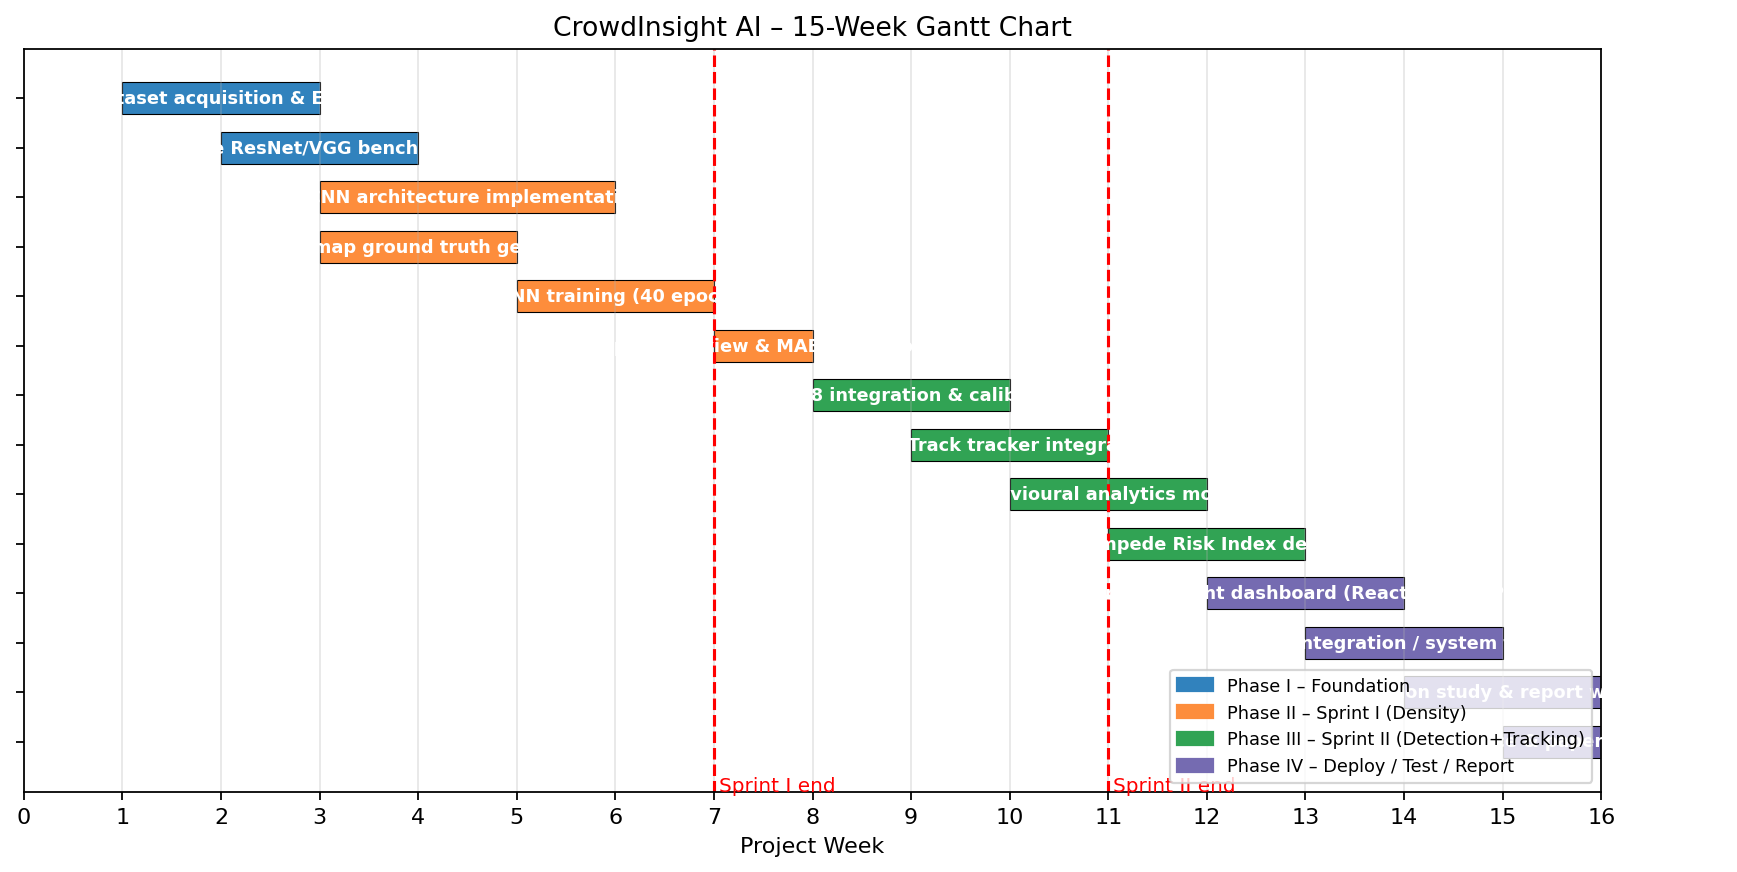 CrowdInsight AI – 15-Week Gantt Chart
acquisition & E
ResNet/VGG bench
NN architecture implementati
map ground truth ge
NN training (40 epoc
iew & MAE
8 integration & calib
Track tracker integra
vioural analytics mo
mpede Risk Index de
nt dashboard (React
ntegration / system
on study & report w
Phase I – Foundation
Phase II – Sprint I (Density)
Phase III – Sprint II (Detection+Tracking)
Phase IV – Deploy / Test / Report
Sprint I end
Sprint II end
0 1 2 3 4 5 6 7 8 9 10 11 12 13 14 15 16
Project Week